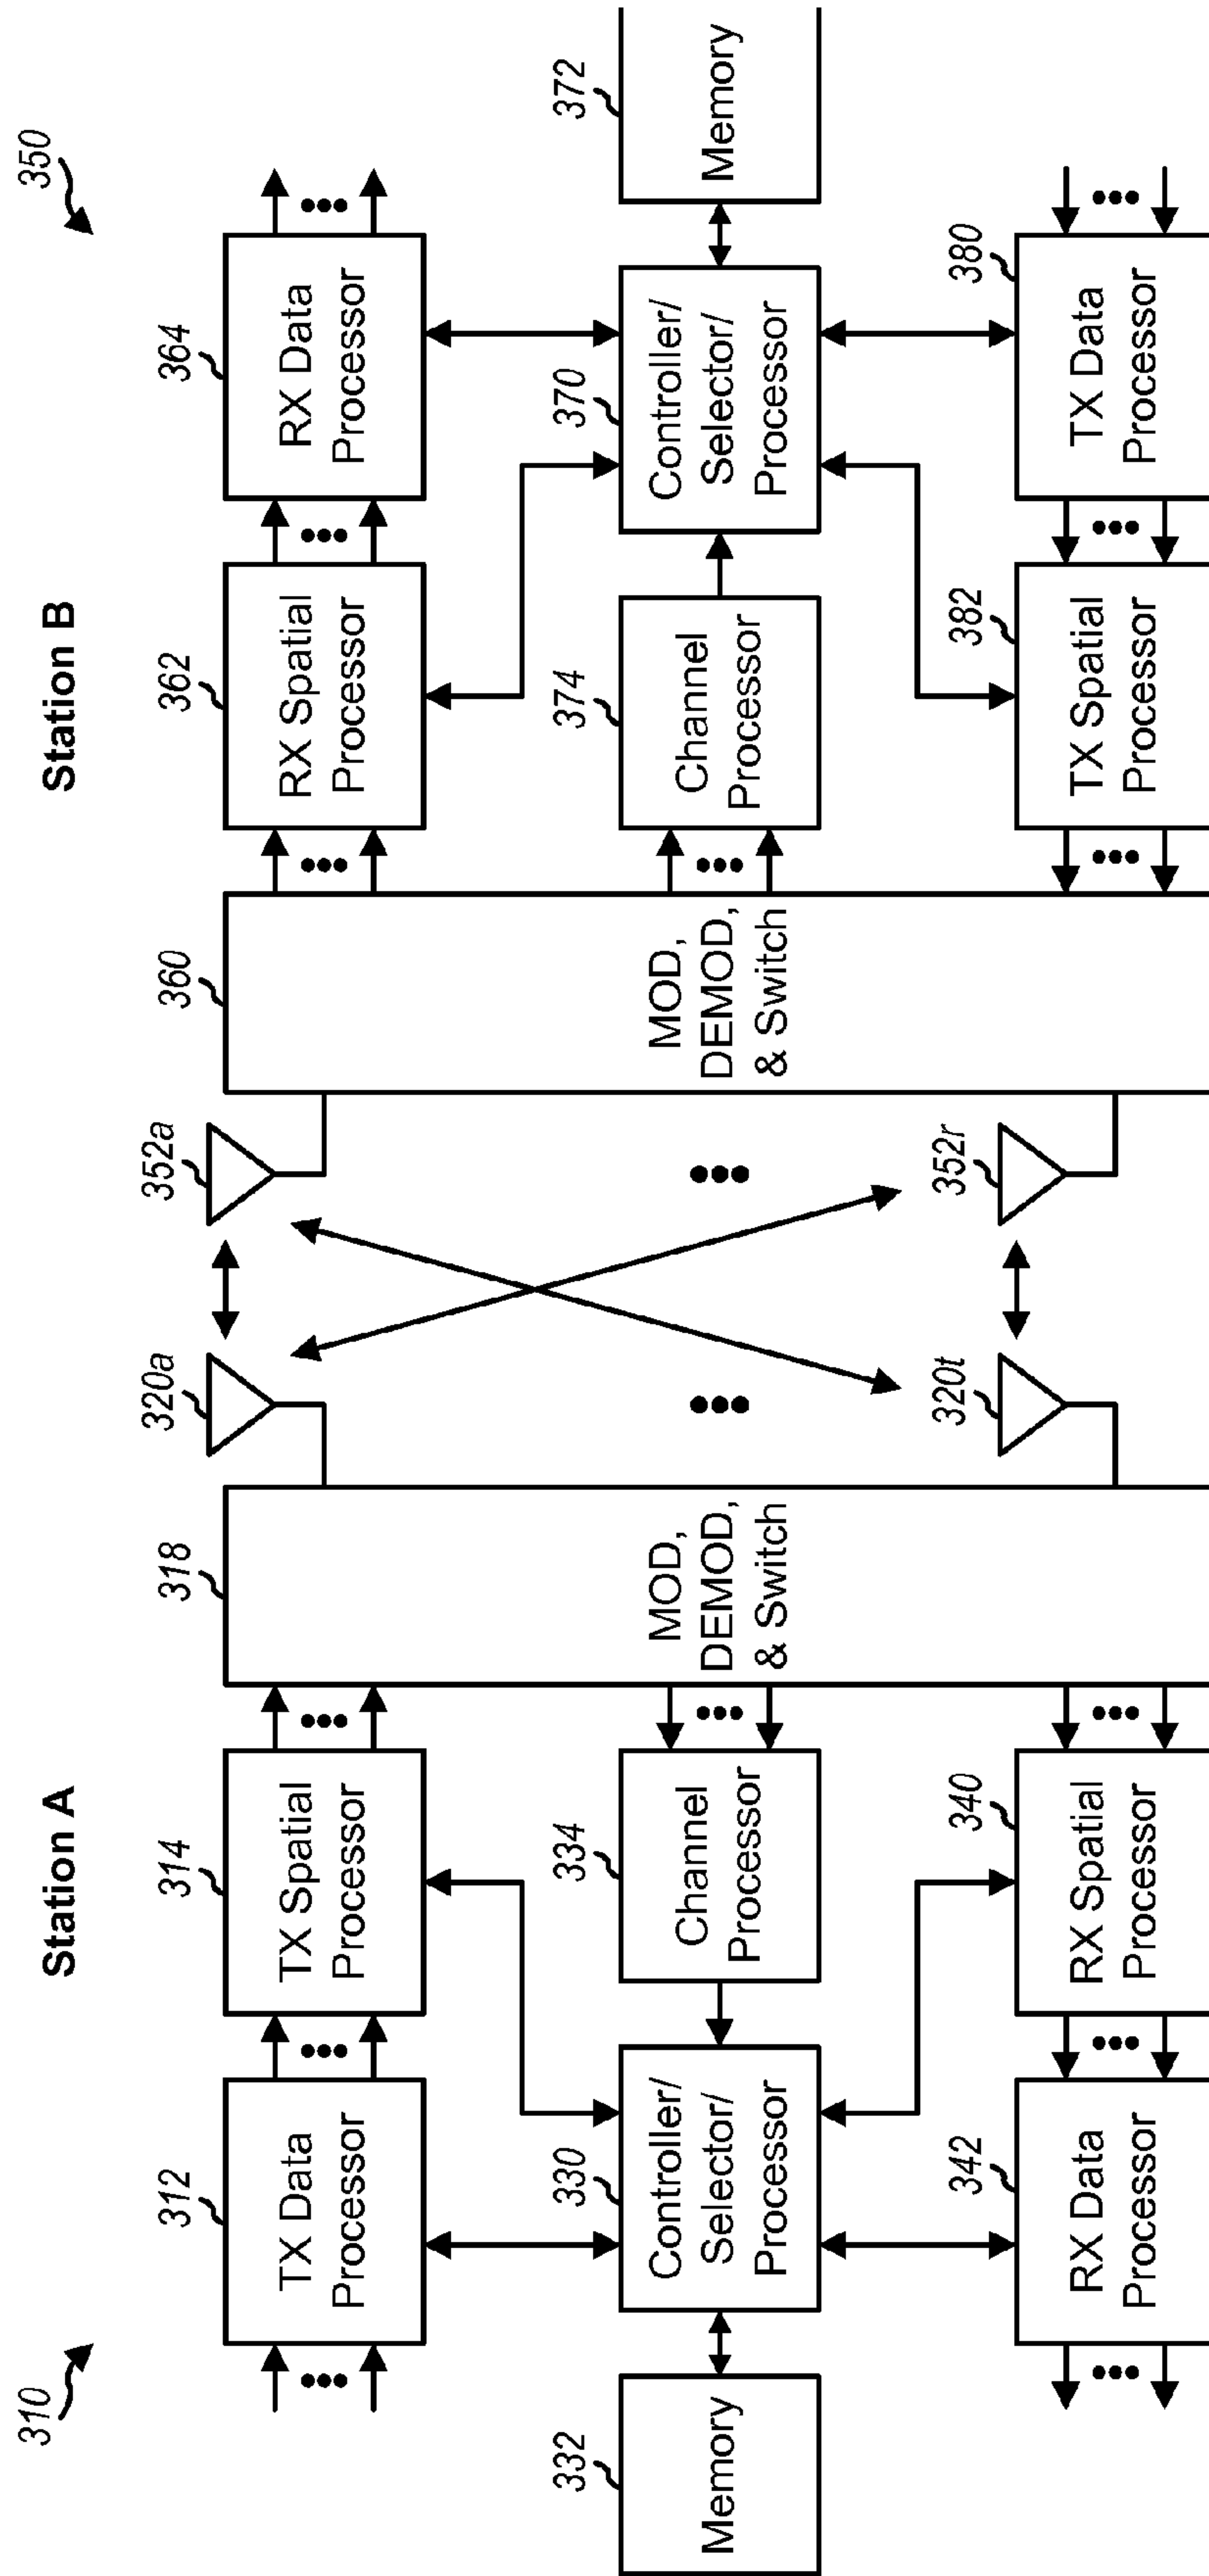 Station A
Station B
310
350
312
TX Data
Processor
314
TX Spatial
Processor
318
MOD,
DEMOD,
& Switch
320a
320t
352a
352r
360
MOD,
DEMOD,
& Switch
362
RX Spatial
Processor
364
RX Data
Processor
332
Memory
330
Controller/
Selector/
Processor
334
Channel
Processor
374
Channel
Processor
370
Controller/
Selector/
Processor
372
Memory
342
RX Data
Processor
340
RX Spatial
Processor
382
TX Spatial
Processor
380
TX Data
Processor